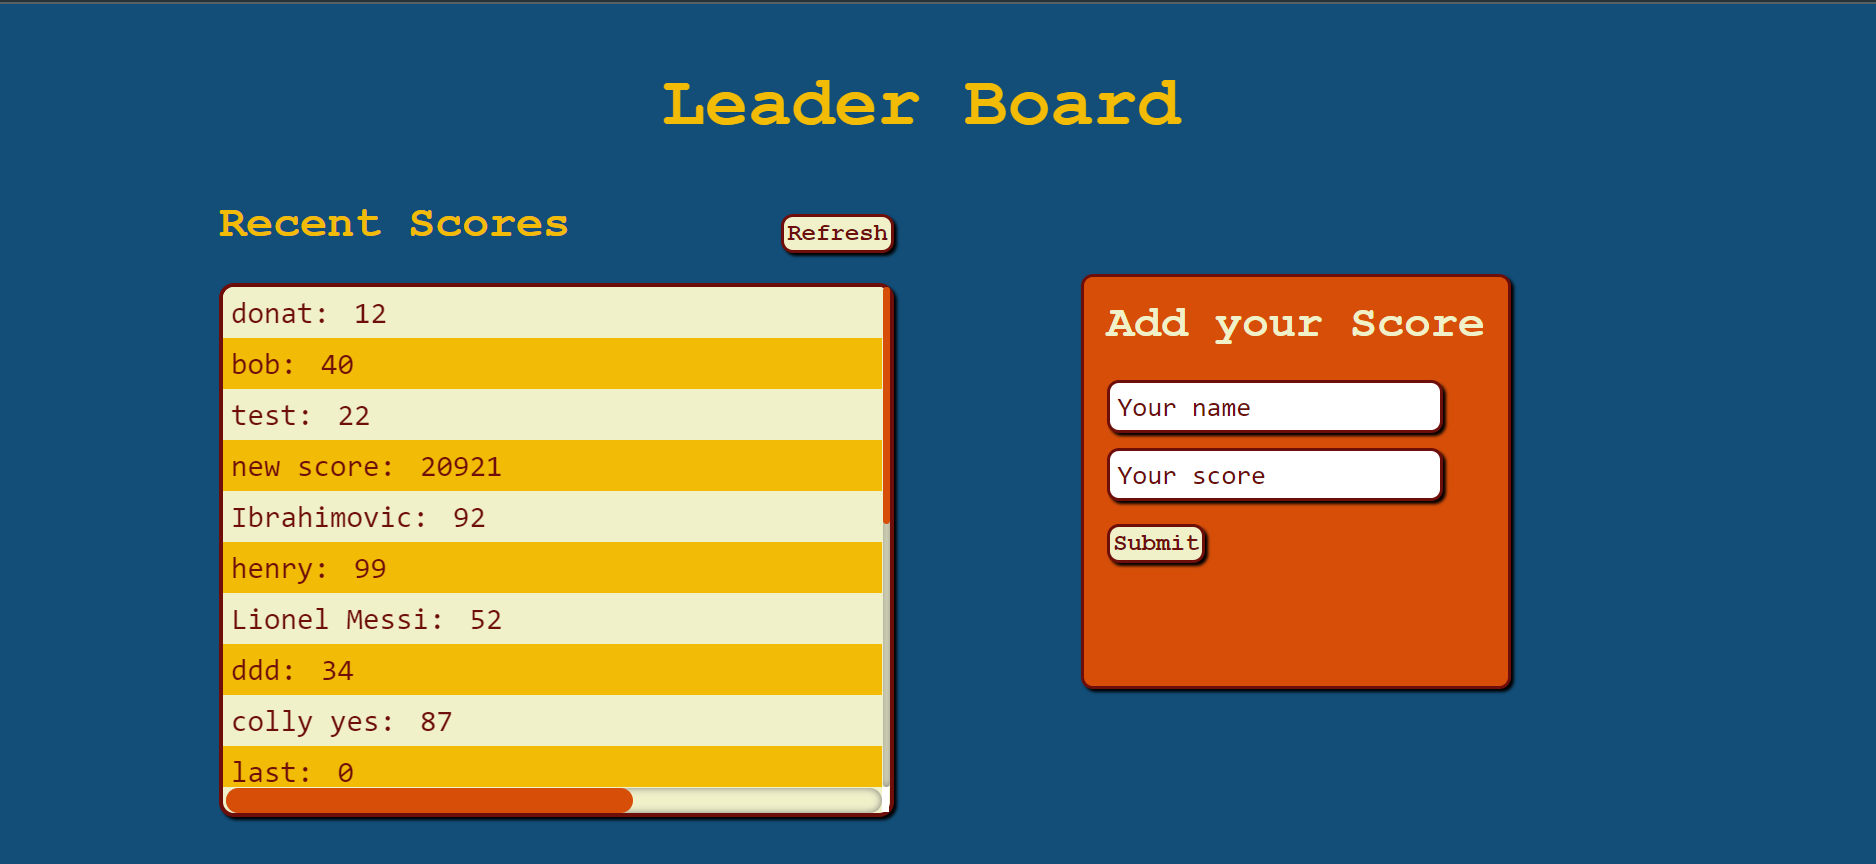 Leader Board
Recent Scores
Refresh
donat: 12
bob: 40
test: 22
new score: 20921
Ibrahimovic: 92
henry: 99
Lionel Messi: 52
ddd: 34
colly yes: 87
last: 0
Add your Score
Your name
Your score
Submit